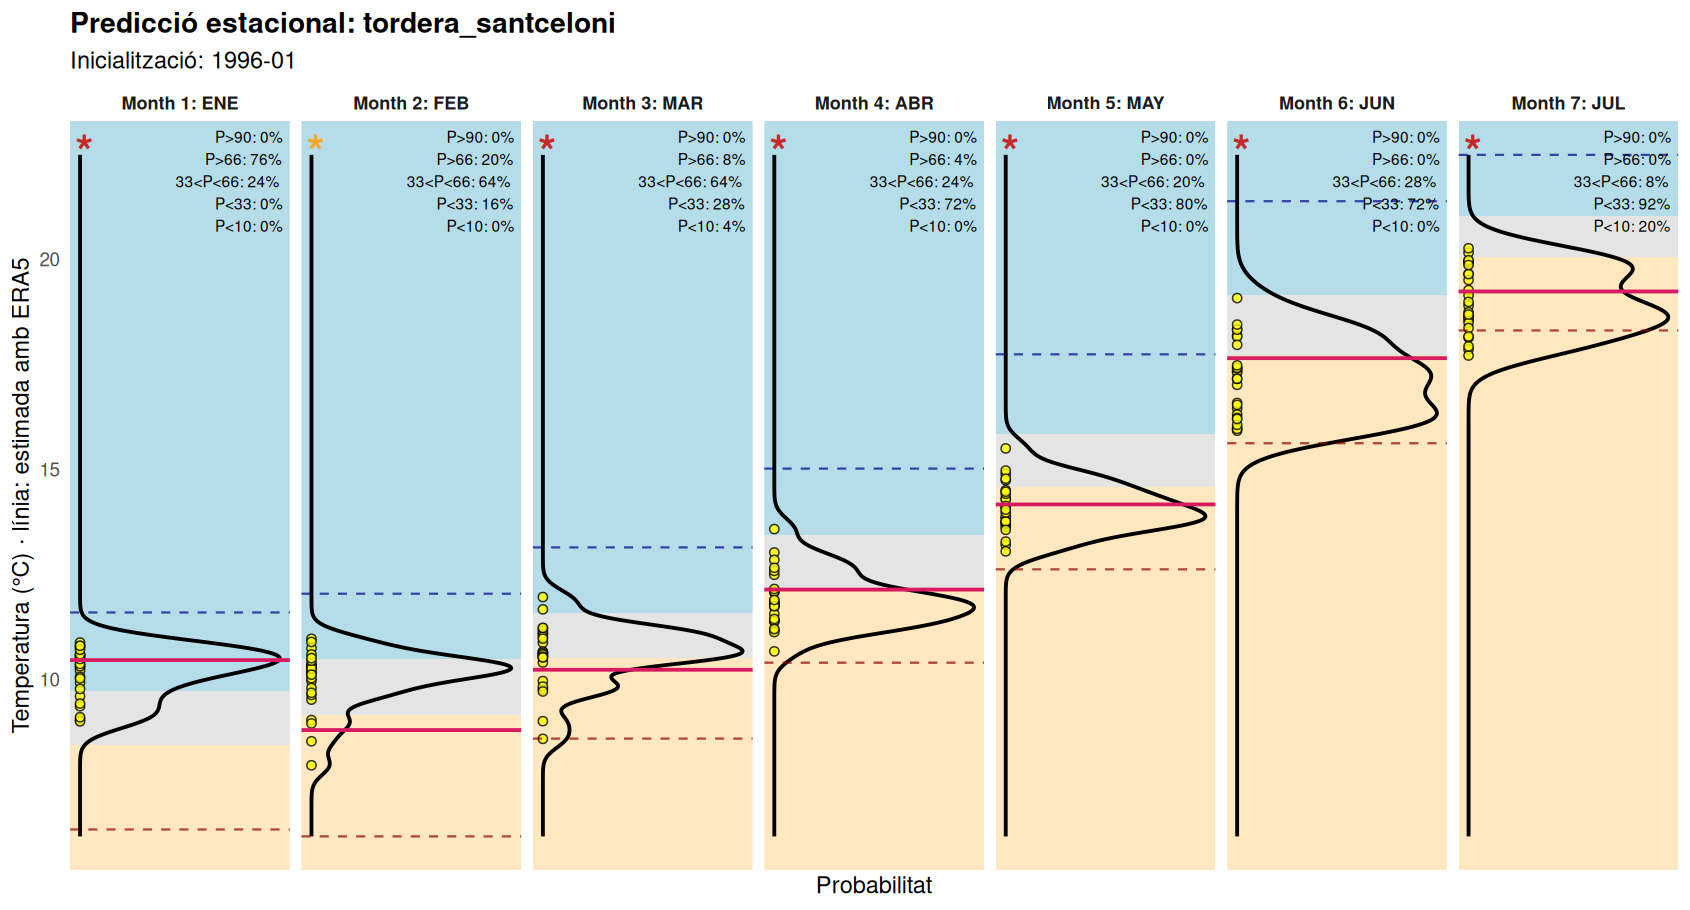 Predicció estacional: tordera_santceloni
Inicialització: 1996-01
Month 1: ENE
P>90: 0%
P>66: 76%
33<P<66: 24%
P<33: 0%
P<10: 0%
Month 2: FEB
P>90: 0%
P>66: 20%
33<P<66: 64%
P<33: 16%
P<10: 0%
Month 3: MAR
P>90: 0%
P>66: 8%
33<P<66: 64%
P<33: 28%
P<10: 4%
Month 4: ABR
P>90: 0%
P>66: 4%
33<P<66: 24%
P<33: 72%
P<10: 0%
Month 5: MAY
P>90: 0%
P>66: 0%
33<P<66: 20%
P<33: 80%
P<10: 0%
Month 6: JUN
P>90: 0%
P>66: 0%
33<P<66: 28%
P<33: 72%
P<10: 0%
Month 7: JUL
P>90: 0%
P>66: 0%
33<P<66: 8%
P<33: 92%
P<10: 20%
20
15
10
Temperatura (°C) · línia: estimada amb ERA5
Probabilitat